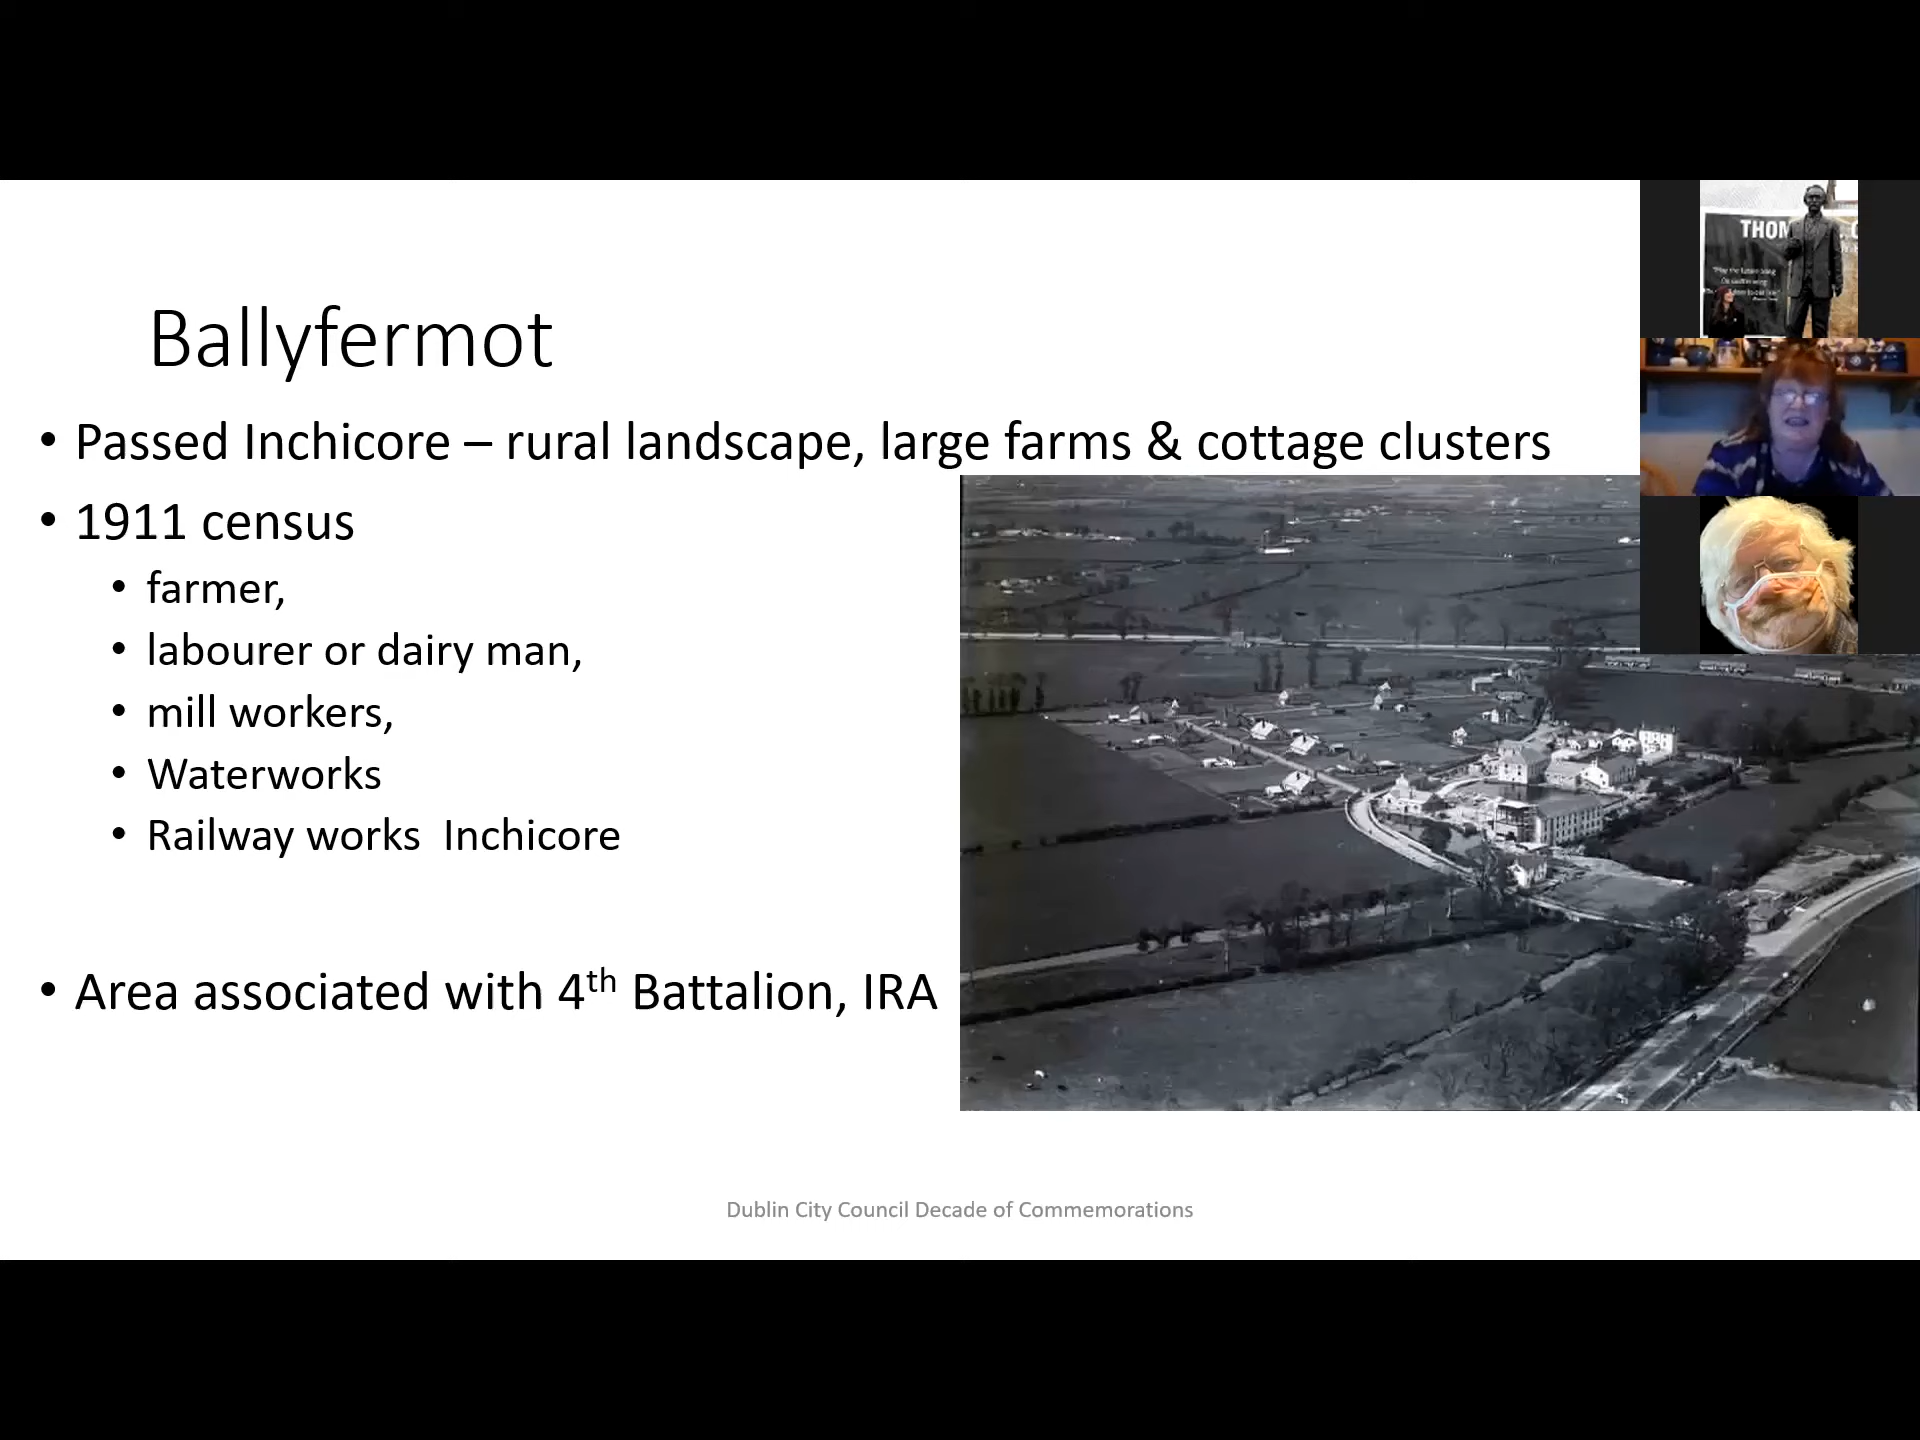 Ballyfermot
• Passed Inchicore – rural landscape, large farms & cottage clusters
• 1911 census
• farmer,
• labourer or dairy man,
• mill workers,
• Waterworks
• Railway works  Inchicore
• Area associated with 4th Battalion, IRA
Dublin City Council Decade of Commemorations
THOM